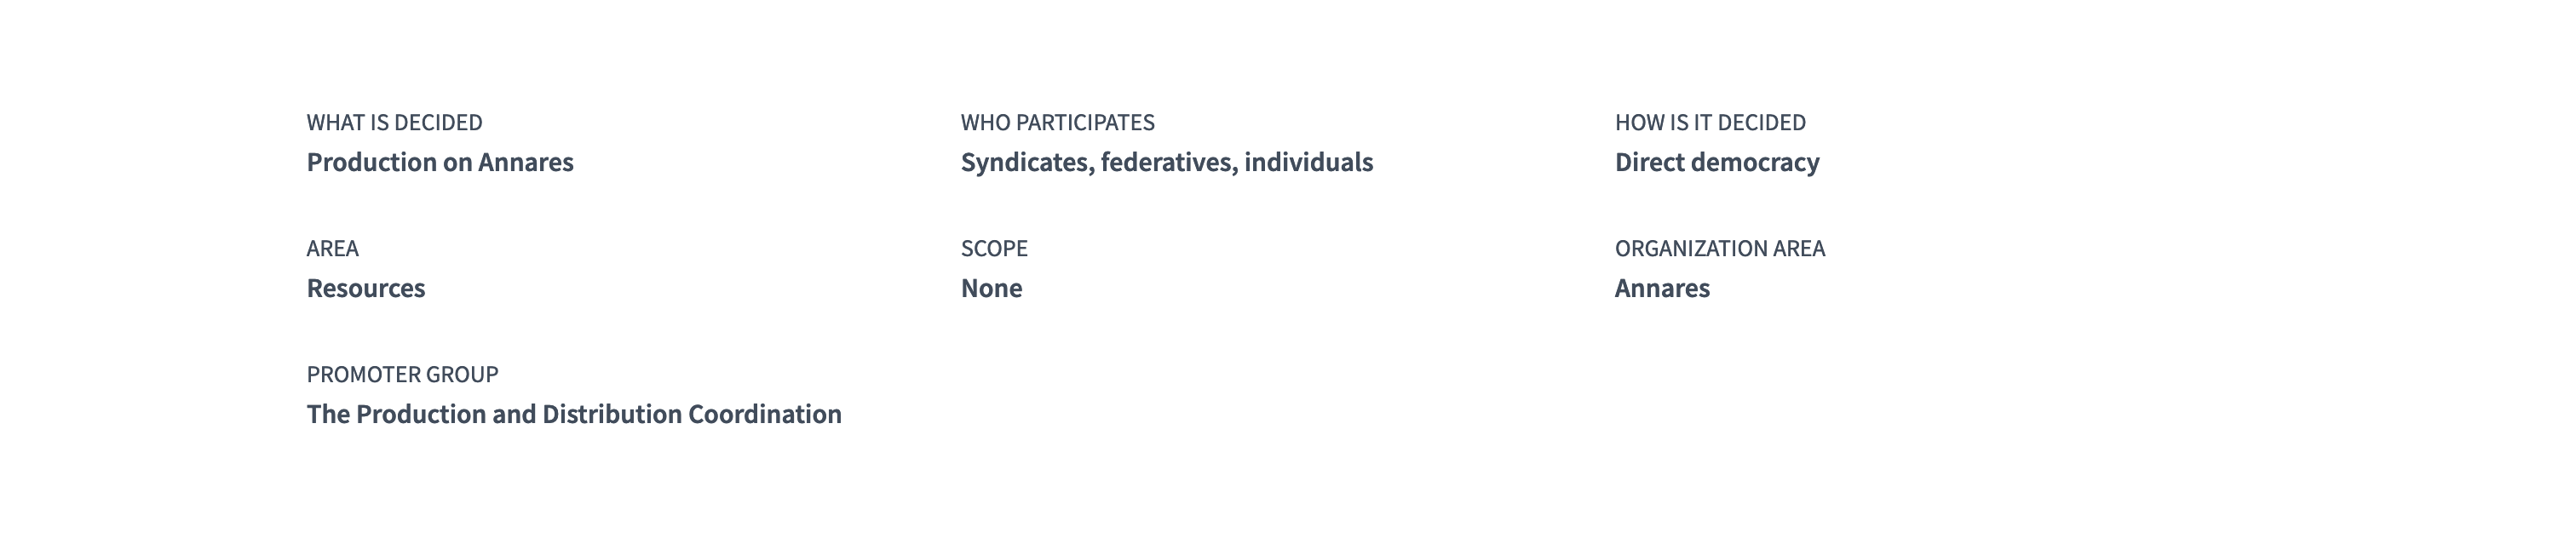 WHAT IS DECIDED
Production on Annares
WHO PARTICIPATES
Syndicates, federatives, individuals
HOW IS IT DECIDED
Direct democracy
AREA
Resources
SCOPE
None
ORGANIZATION AREA
Annares
PROMOTER GROUP
The Production and Distribution Coordination